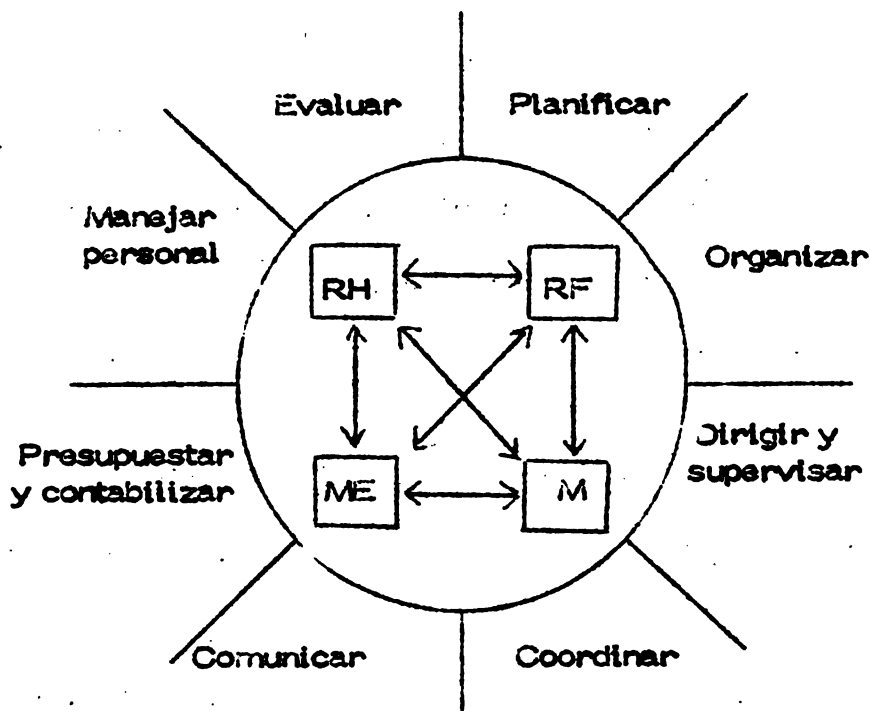 Evaluar
Planificar
Manejar
personal
Organizar
RH
RF
Presupuestar
y contabilizar
ME
M
Dirigir y
supervisar
Comunicar
Coordinar